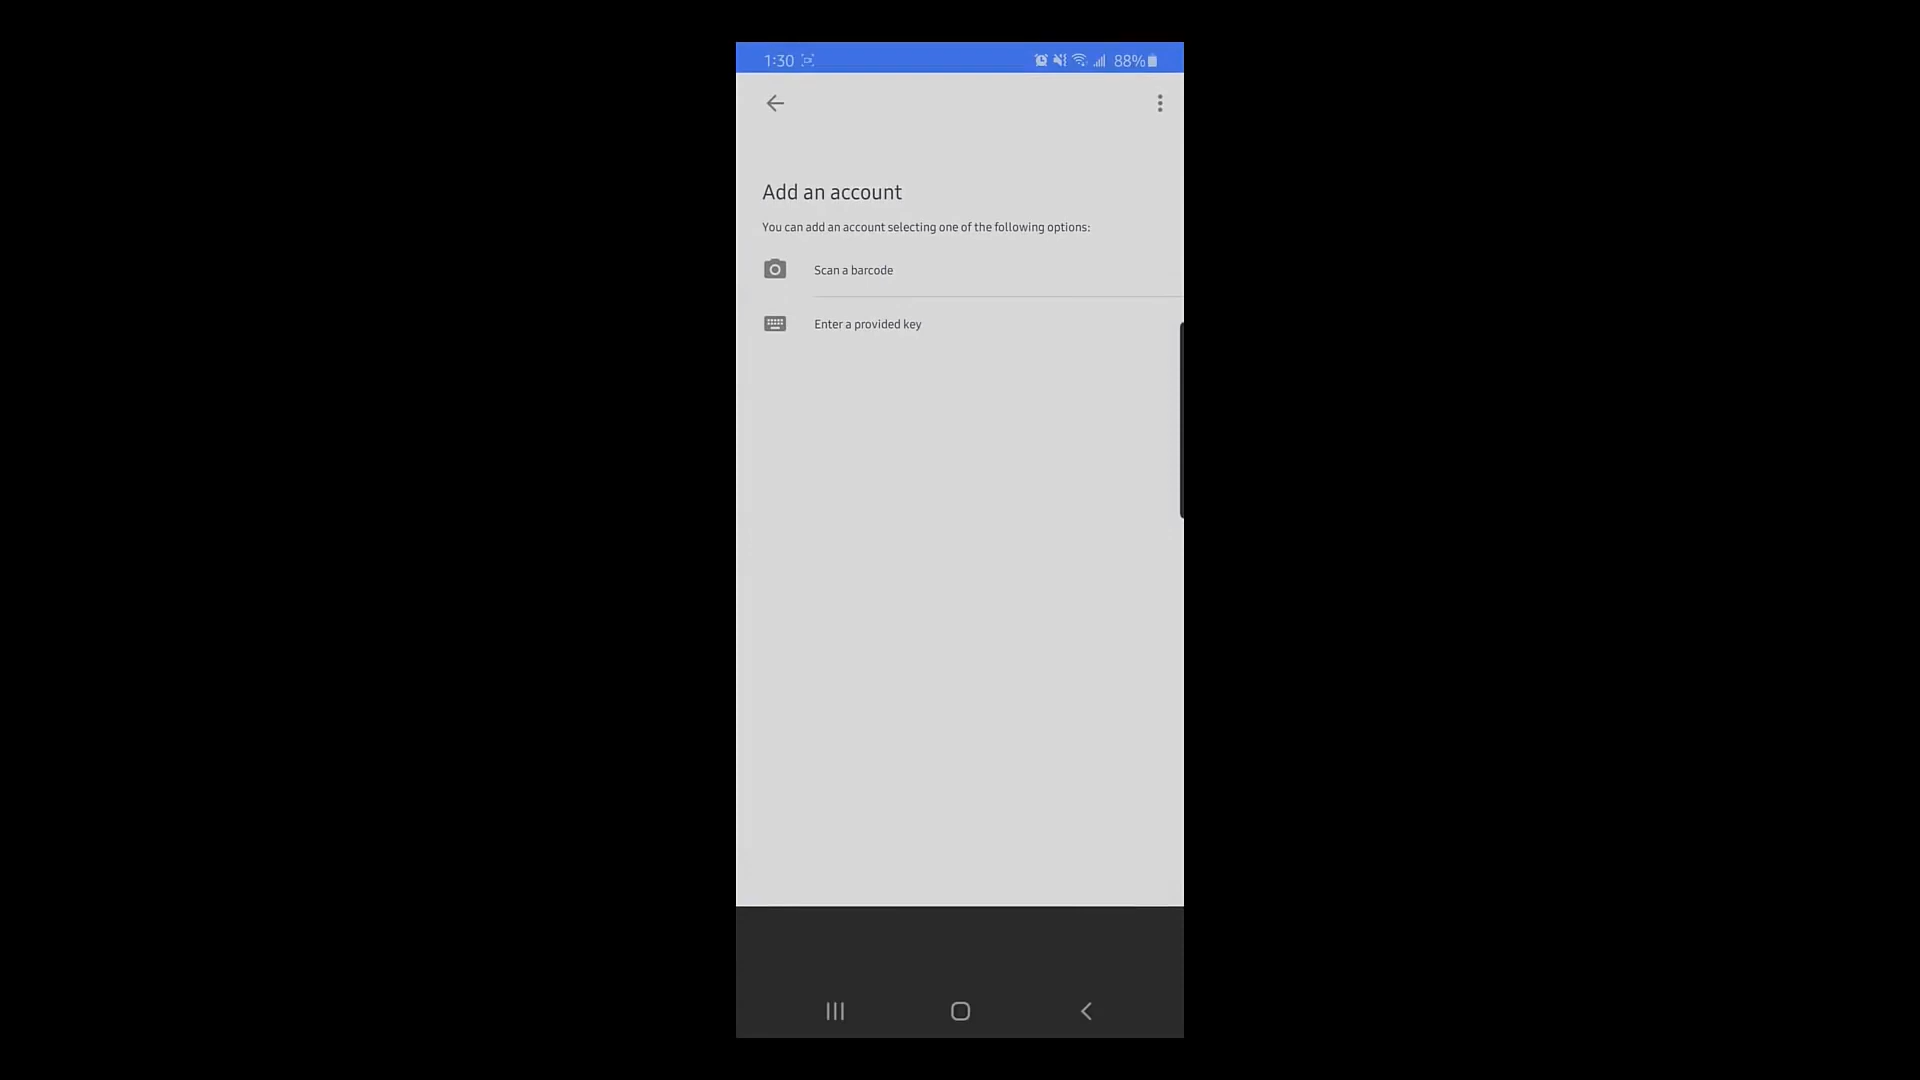 1:30 88%
Add an account
You can add an account selecting one of the following options:
Scan a barcode
Enter a provided key